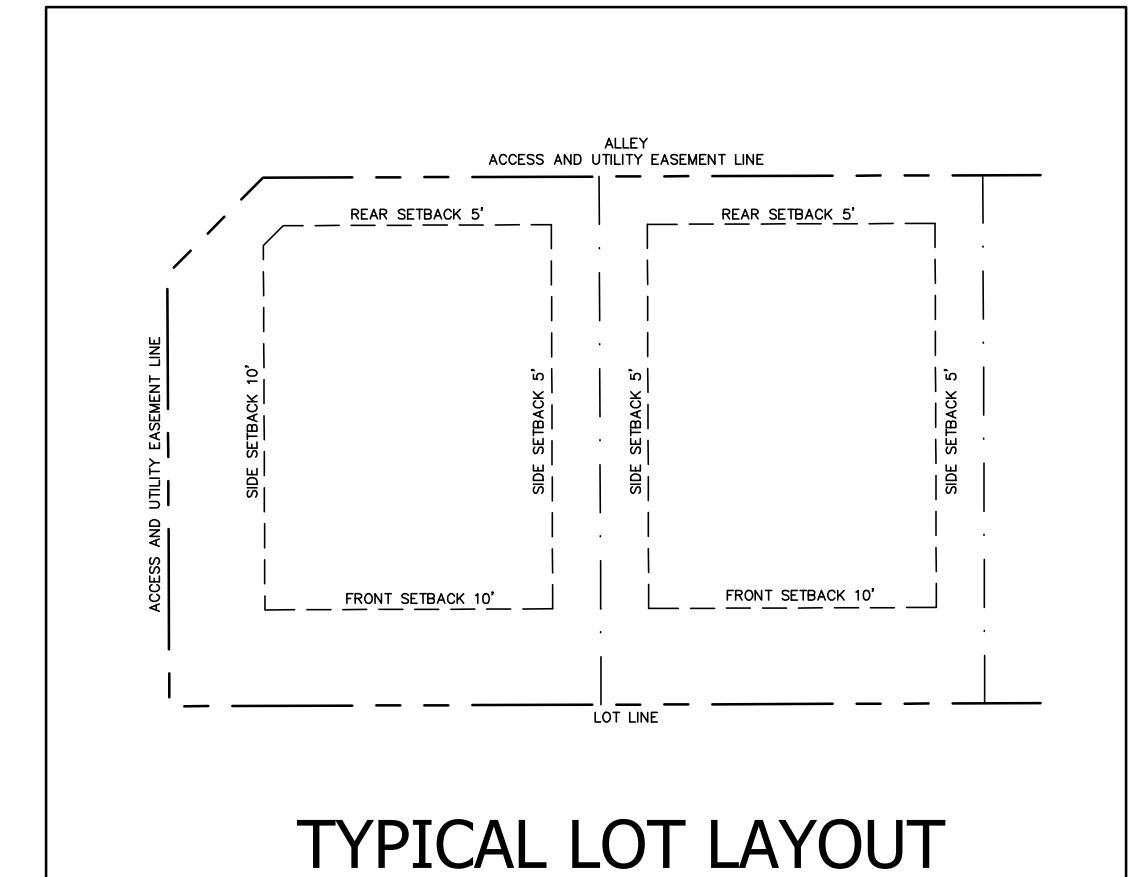 ALLEY
ACCESS AND UTILITY EASEMENT LINE
REAR SETBACK 5'
REAR SETBACK 5'
ACCESS AND UTILITY EASEMENT LINE
SIDE SETBACK 10'
SIDE SETBACK 5'
SIDE SETBACK 5'
SIDE SETBACK 5'
FRONT SETBACK 10'
FRONT SETBACK 10'
LOT LINE
TYPICAL LOT LAYOUT